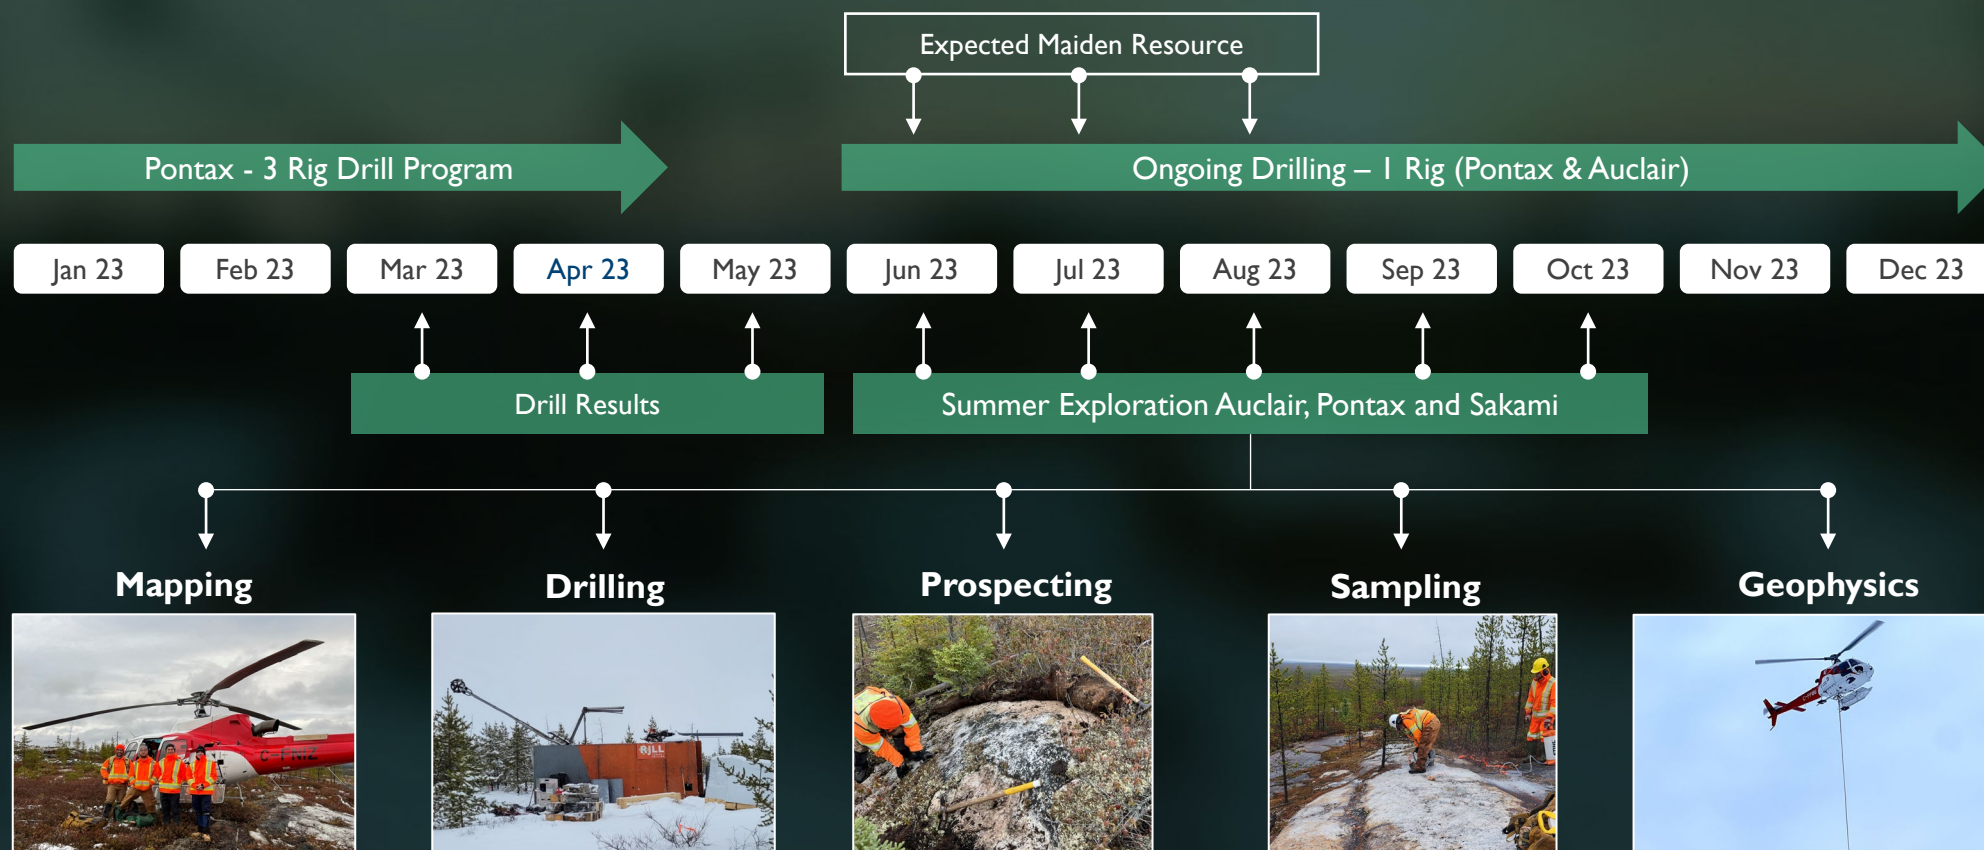 Expected Maiden Resource
Pontax - 3 Rig Drill Program
Ongoing Drilling – 1 Rig (Pontax & Auclair)
Jan 23
Feb 23
Mar 23
Apr 23
May 23
Jun 23
Jul 23
Aug 23
Sep 23
Oct 23
Nov 23
Dec 23
Drill Results
Summer Exploration Auclair, Pontax and Sakami
Mapping
Drilling
Prospecting
Sampling
Geophysics
C-FNIZ
RJLL